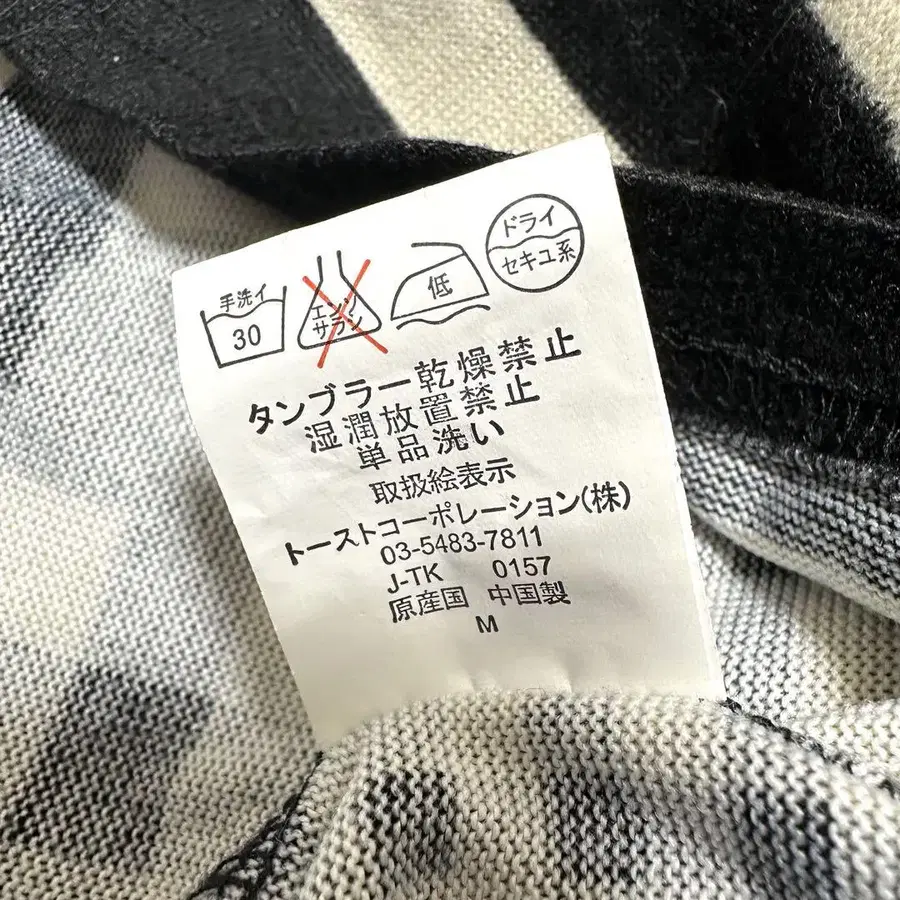 手洗イ
30
エンソ
サラシ
低
ドライ
セキユ系
タンブラー乾燥禁止
湿潤放置禁止
単品洗い
取扱絵表示
トーストコーポレーション(株)
03-5483-7811
J-TK 0157
原産国 中国製
M